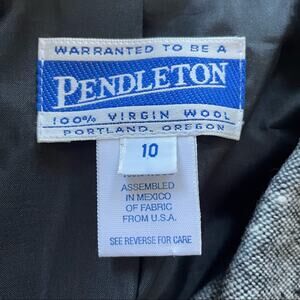 WARRANTED TO BE A
PENDLETON
100% VIRGIN WOOL
PORTLAND, OREGON
10
ASSEMBLED
IN MEXICO
OF FABRIC
FROM U.S.A.
SEE REVERSE FOR CARE